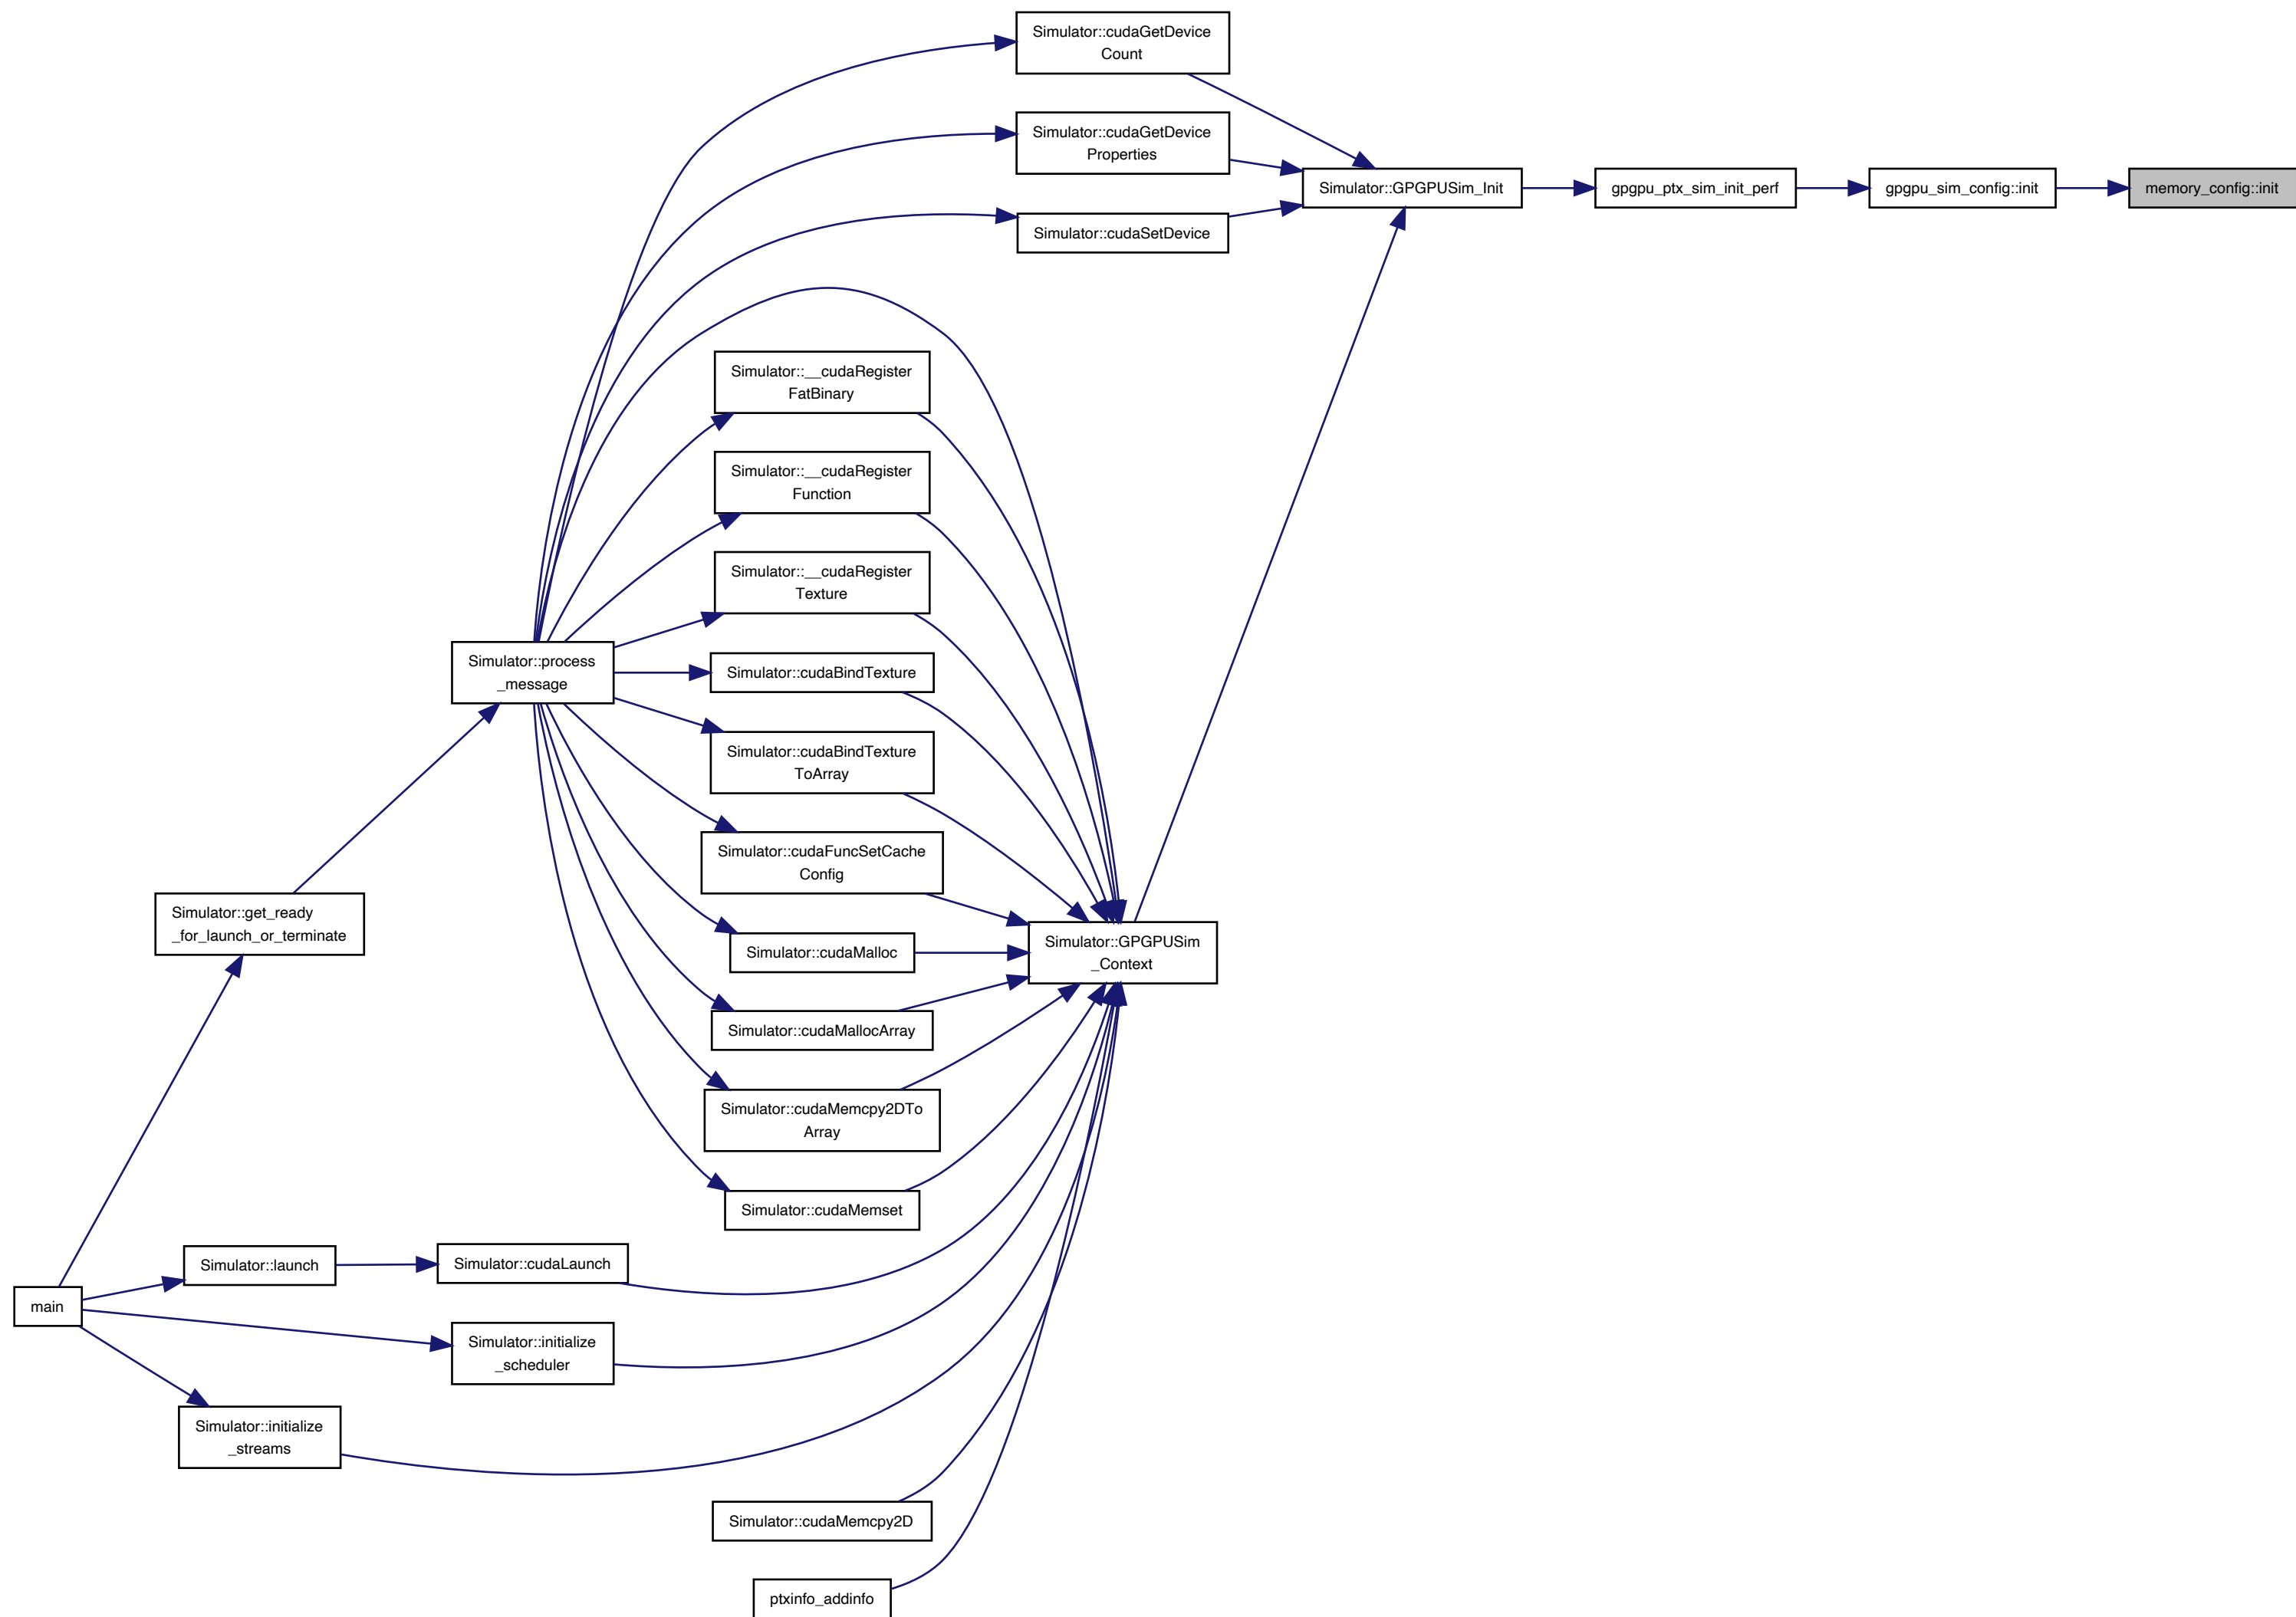 Simulator::cudaGetDevice
Count
Simulator::cudaGetDevice
Properties
Simulator::GPGPUSim_Init
gpgpu_ptx_sim_init_perf
gpgpu_sim_config::init
memory_config::init
Simulator::cudaSetDevice
Simulator::__cudaRegister
FatBinary
Simulator::__cudaRegister
Function
Simulator::__cudaRegister
Texture
Simulator::process
_message
Simulator::cudaBindTexture
Simulator::cudaBindTexture
ToArray
Simulator::cudaFuncSetCache
Config
Simulator::get_ready
_for_launch_or_terminate
Simulator::cudaMalloc
Simulator::GPGPUSim
_Context
Simulator::cudaMallocArray
Simulator::cudaMemcpy2DTo
Array
Simulator::cudaMemset
Simulator::launch
Simulator::cudaLaunch
main
Simulator::initialize
_scheduler
Simulator::initialize
_streams
Simulator::cudaMemcpy2D
ptxinfo_addinfo